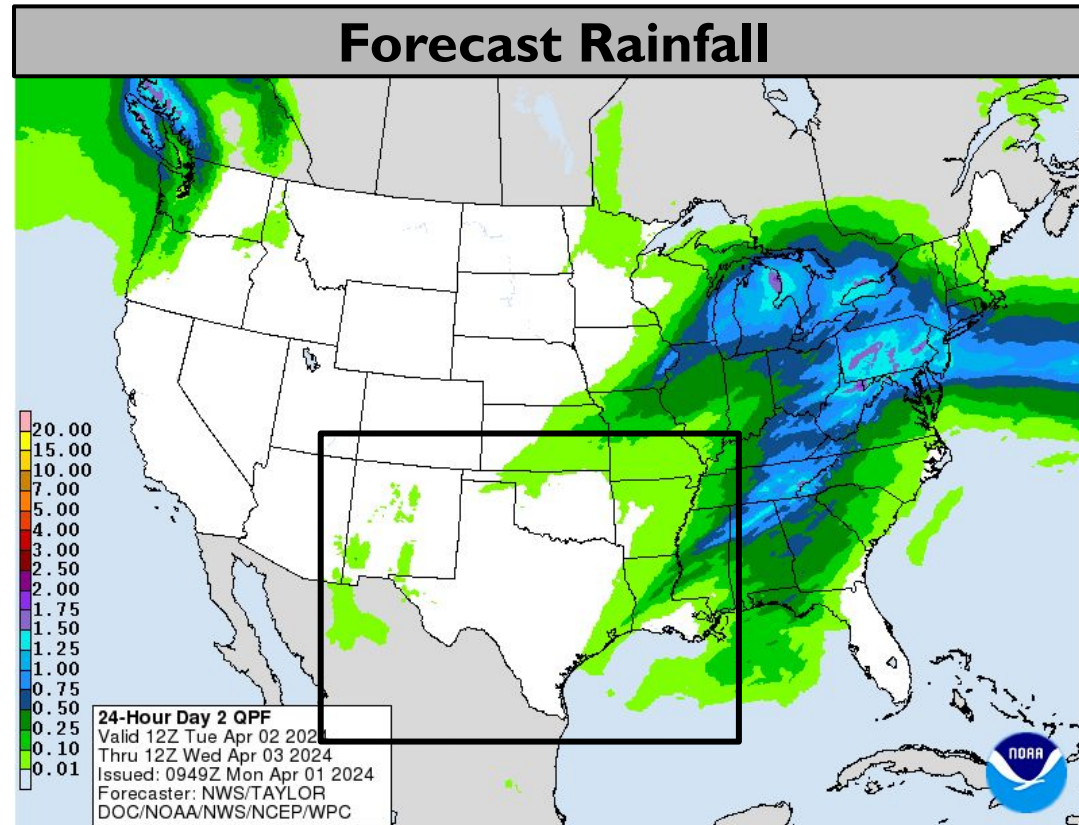 Forecast Rainfall
20.00
15.00
10.00
7.00
5.00
4.00
3.00
2.50
2.00
1.75
1.50
1.25
1.00
0.75
0.50
0.25
0.10
0.01
24-Hour Day 2 QPF
Valid 12Z Tue Apr 02 2024
Thru 12Z Wed Apr 03 2024
Issued: 0949Z Mon Apr 01 2024
Forecaster: NWS/TAYLOR
DOC/NOAA/NWS/NCEP/WPC
NOAA